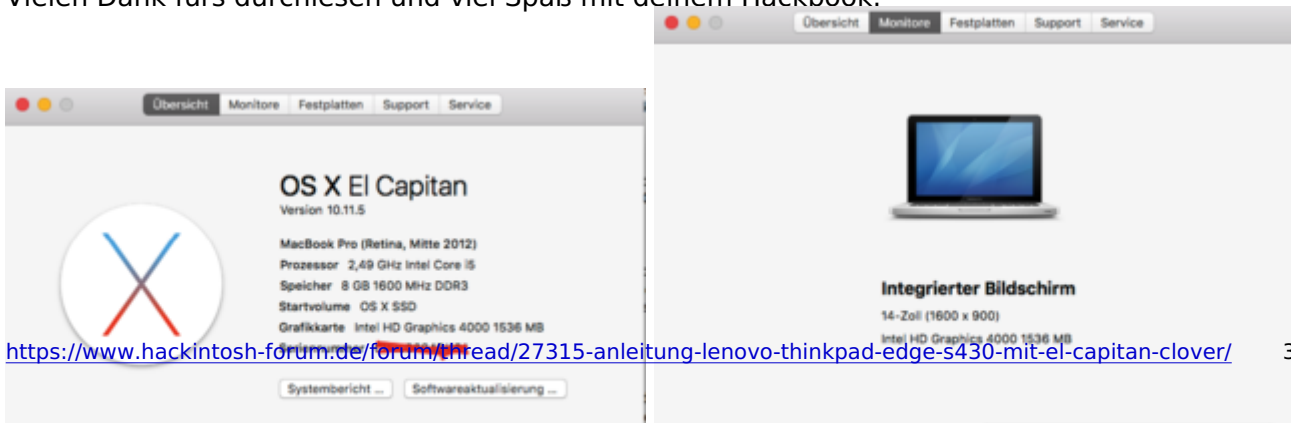 Vielen Dank fürs durchlesen und viel Spaß mit deinem Hackbook.
Übersicht Monitore Festplatten Support Service
OS X El Capitan
Version 10.11.5
MacBook Pro (Retina, Mitte 2012)
Prozessor 2,49 GHz Intel Core i5
Speicher 8 GB 1600 MHz DDR3
Startvolume OS X SSD
Grafikkarte Intel HD Graphics 4000 1536 MB
Seriennummer
Systembericht ...
Softwareaktualisierung ...
Übersicht Monitore Festplatten Support Service
Integrierter Bildschirm
14-Zoll (1600 x 900)
Intel HD Graphics 4000 1536 MB
https://www.hackintosh-forum.de/forum/thread/27315-anleitung-lenovo-thinkpad-edge-s430-mit-el-capitan-clover/
3